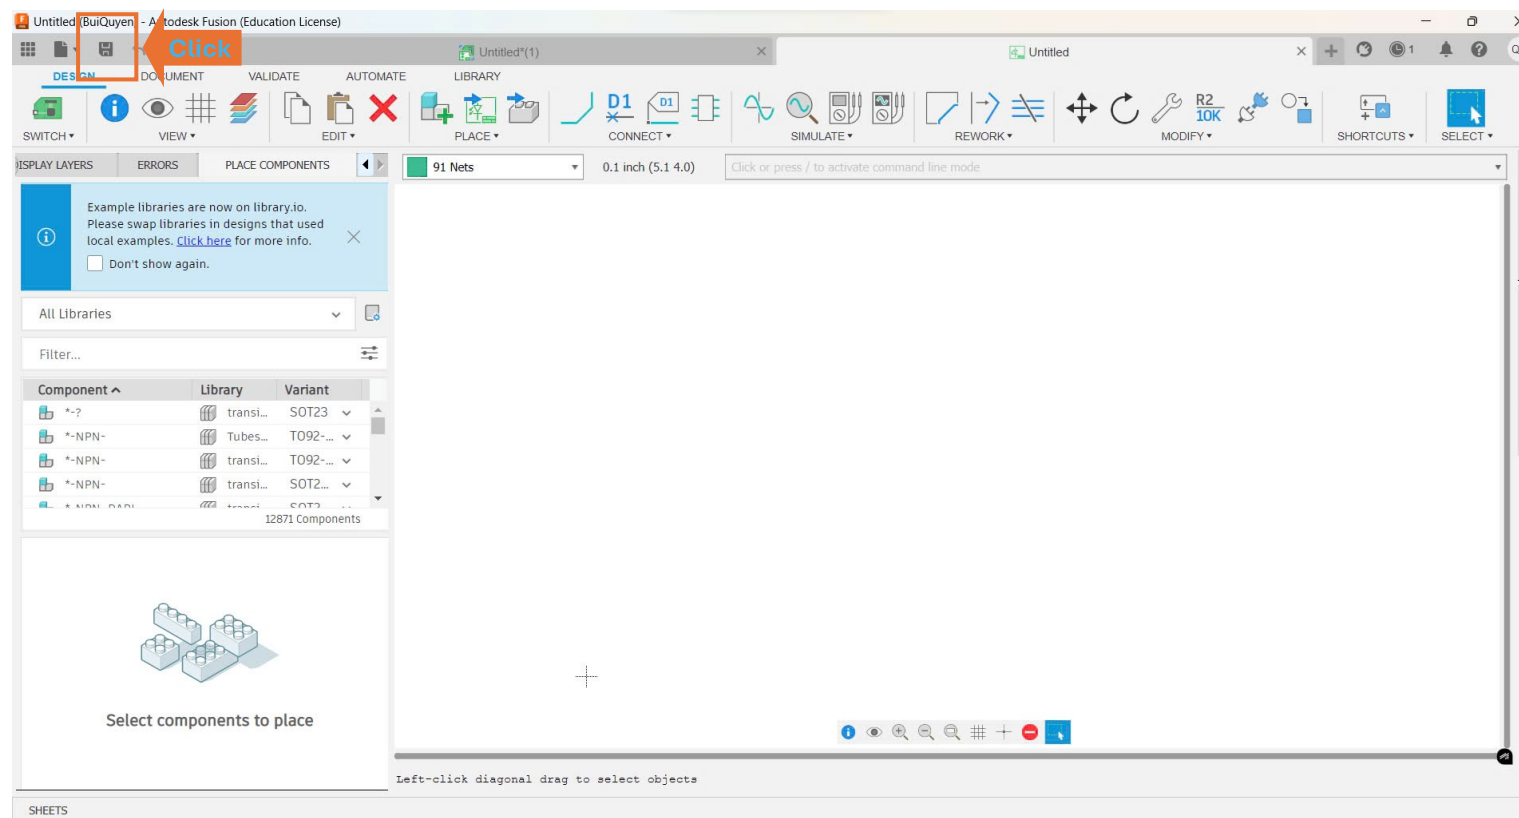 Untitled (BuiQuyen) - Autodesk Fusion (Education License)
Click
Untitled*(1)
Untitled
1
DESIGN DOCUMENT VALIDATE AUTOMATE LIBRARY
D1 D1 R2 10K
SWITCH VIEW EDIT PLACE CONNECT SIMULATE REWORK MODIFY SHORTCUTS SELECT
DISPLAY LAYERS ERRORS PLACE COMPONENTS
91 Nets 0.1 inch (5.1 4.0) Click or press / to activate command line mode
Example libraries are now on library.io.
Please swap libraries in designs that used
local examples. Click here for more info.
Don't show again.
All Libraries
Filter...
Component Library Variant
*-? transi... SOT23
*-NPN- Tubes... TO92-...
*-NPN- transi... TO92-...
*-NPN- transi... SOT2...
12871 Components
Select components to place
Left-click diagonal drag to select objects
SHEETS